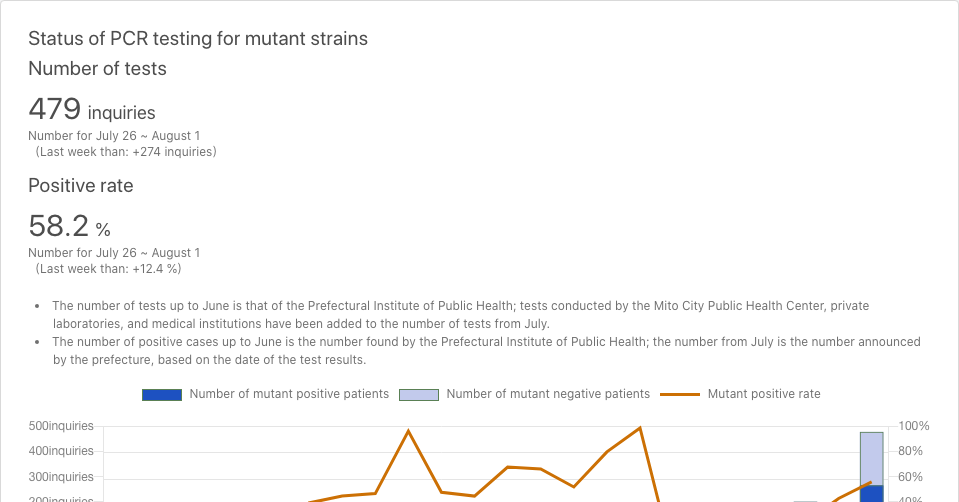 Status of PCR testing for mutant strains
Number of tests
479 inquiries
Number for July 26 ~ August 1
(Last week than: +274 inquiries)
Positive rate
58.2 %
Number for July 26 ~ August 1
(Last week than: +12.4 %)
• The number of tests up to June is that of the Prefectural Institute of Public Health; tests conducted by the Mito City Public Health Center, private
laboratories, and medical institutions have been added to the number of tests from July.
• The number of positive cases up to June is the number found by the Prefectural Institute of Public Health; the number from July is the number announced
by the prefecture, based on the date of the test results.
Number of mutant positive patients Number of mutant negative patients Mutant positive rate
500inquiries 100%
400inquiries 80%
300inquiries 60%
200inquiries 40%